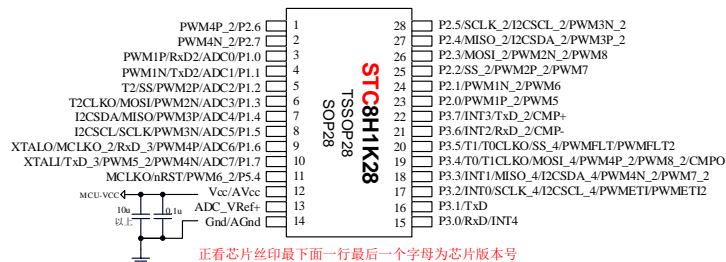 PWM4P_2/P2.6 1
PWM4N_2/P2.7 2
PWM1P/RxD2/ADC0/P1.0 3
PWM1N/TxD2/ADC1/P1.1 4
T2/SS/PWM2P/ADC2/P1.2 5
T2CLKO/MOSI/PWM2N/ADC3/P1.3 6
I2CSDA/MISO/PWM3P/ADC4/P1.4 7
I2CSCL/SCLK/PWM3N/ADC5/P1.5 8
XTALO/MCLKO_2/RxD_3/PWM4P/ADC6/P1.6 9
XTALI/TxD_3/PWM5_2/PWM4N/ADC7/P1.7 10
MCLKO/nRST/PWM6_2/P5.4 11
Vcc/AVcc 12
ADC_VRef+ 13
Gnd/AGnd 14
MCU-VCC
10u
以上
0.1u
STC8H1K28
TSSOP28
SOP28
28 P2.5/SCLK_2/I2CSCL_2/PWM3N_2
27 P2.4/MISO_2/I2CSDA_2/PWM3P_2
26 P2.3/MOSI_2/PWM2N_2/PWM8
25 P2.2/SS_2/PWM2P_2/PWM7
24 P2.1/PWM1N_2/PWM6
23 P2.0/PWM1P_2/PWM5
22 P3.7/INT3/TxD_2/CMP+
21 P3.6/INT2/RxD_2/CMP-
20 P3.5/T1/T0CLKO/SS_4/PWMFLT/PWMFLT2
19 P3.4/T0/T1CLKO/MOSI_4/PWM4P_2/PWM8_2/CMPO
18 P3.3/INT1/MISO_4/I2CSDA_4/PWM4N_2/PWM7_2
17 P3.2/INT0/SCLK_4/I2CSCL_4/PWMETI/PWMETI2
16 P3.1/TxD
15 P3.0/RxD/INT4
正看芯片丝印最下面一行最后一个字母为芯片版本号